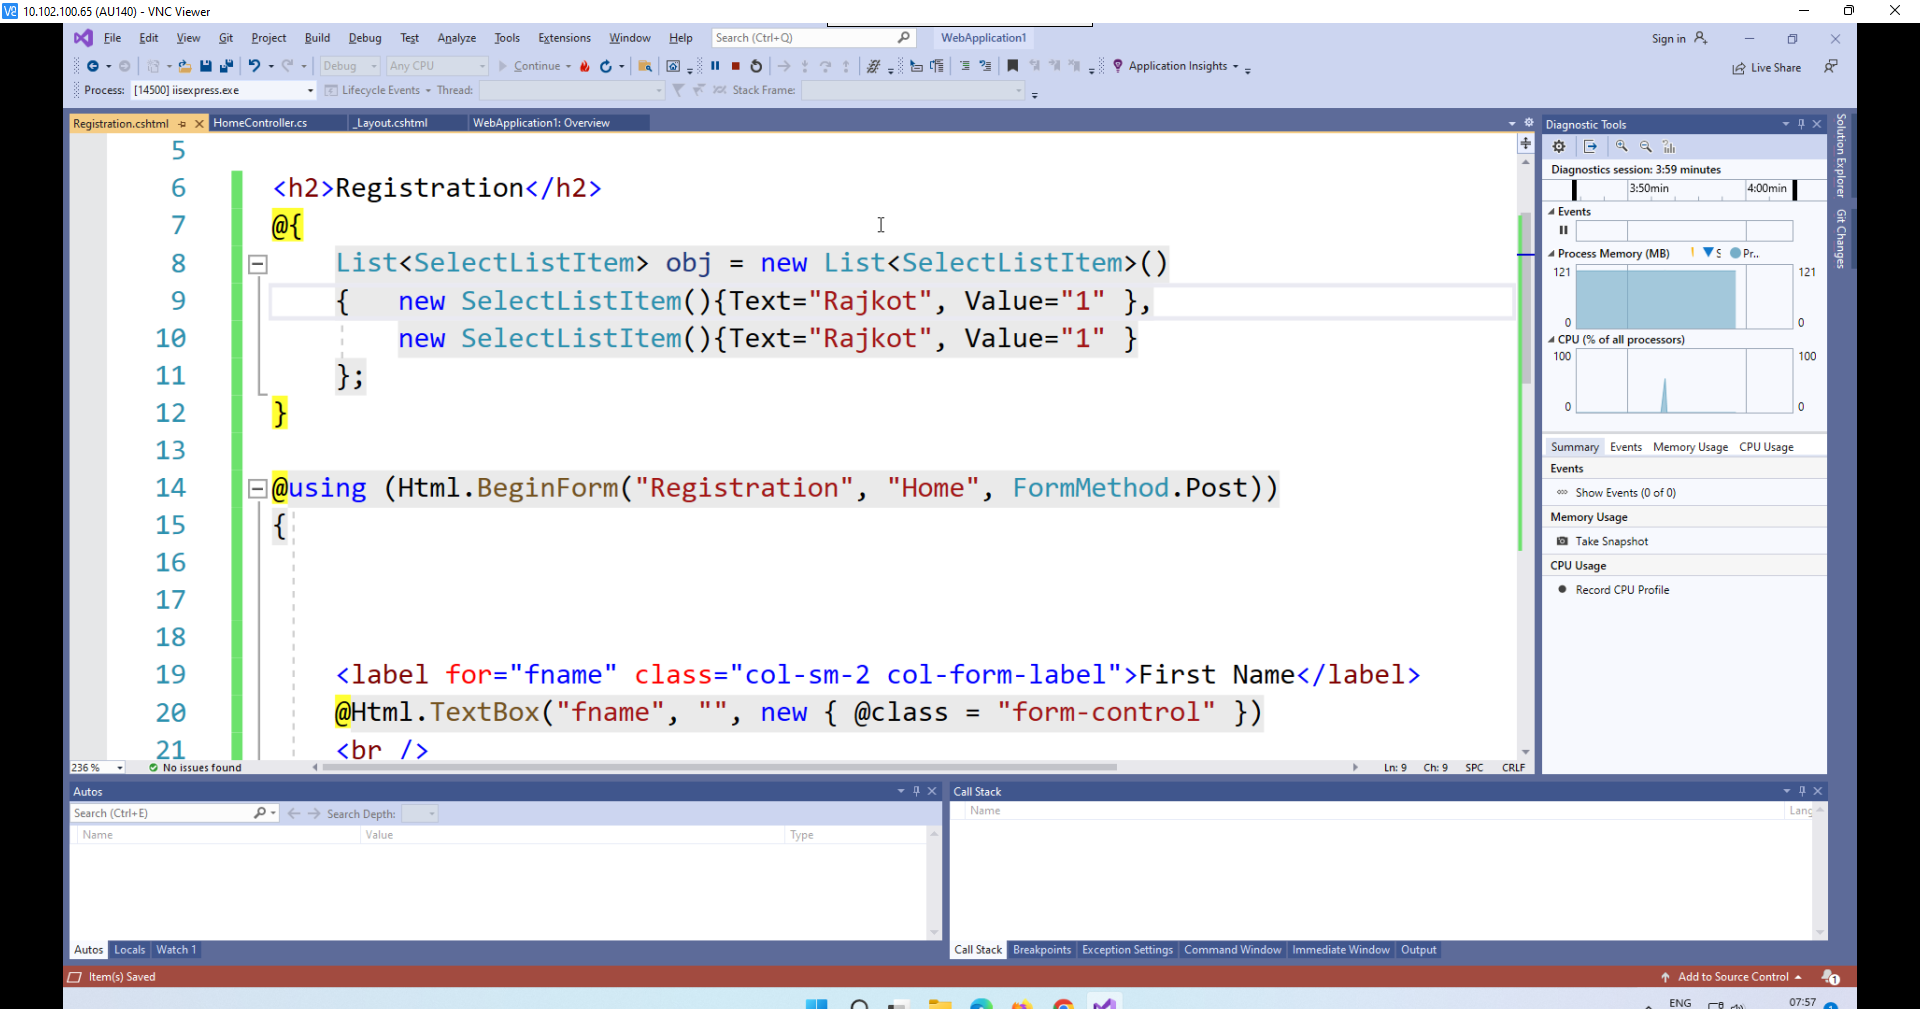 10.102.100.65 (AU140) - VNC Viewer
File Edit View Git Project Build Debug Test Analyze Tools Extensions Window Help Search (Ctrl+Q) WebApplication1 Sign in
Debug Any CPU Continue Application Insights Live Share
Process: [14500] iisexpress.exe Lifecycle Events Thread: Stack Frame:
Registration.cshtml HomeController.cs _Layout.cshtml WebApplication1: Overview
5
6 <h2>Registration</h2>
7 @{
8 List<SelectListItem> obj = new List<SelectListItem>()
9 { new SelectListItem(){Text="Rajkot", Value="1" },
10 new SelectListItem(){Text="Rajkot", Value="1" }
11 };
12 }
13
14 @using (Html.BeginForm("Registration", "Home", FormMethod.Post))
15 {
16
17
18
19 <label for="fname" class="col-sm-2 col-form-label">First Name</label>
20 @Html.TextBox("fname", "", new { @class = "form-control" })
21 <br />
236 % No issues found Ln: 9 Ch: 9 SPC CRLF
Diagnostic Tools
Diagnostics session: 3:59 minutes
3:50min 4:00min
Events
Process Memory (MB) S Pr..
121 121
0 0
CPU (% of all processors)
100 100
0 0
Summary Events Memory Usage CPU Usage
Events
Show Events (0 of 0)
Memory Usage
Take Snapshot
CPU Usage
Record CPU Profile
Solution Explorer
Git Changes
Autos
Search (Ctrl+E) Search Depth:
Name Value Type
Autos Locals Watch 1
Call Stack
Name Lang
Call Stack Breakpoints Exception Settings Command Window Immediate Window Output
Item(s) Saved Add to Source Control 1
ENG 07:57